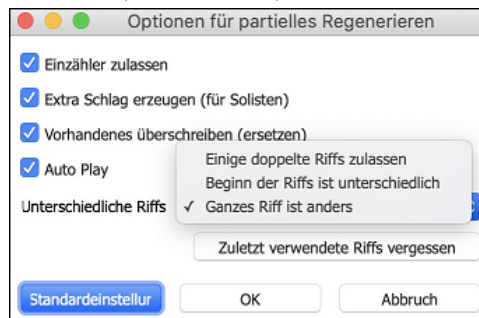 Optionen für partielles Regenerieren
Einzähler zulassen
Extra Schlag erzeugen (für Solisten)
Vorhandenes überschreiben (ersetzen)
Auto Play
Einige doppelte Riffs zulassen
Beginn der Riffs ist unterschiedlich
Unterschiedliche Riffs ✓ Ganzes Riff ist anders
Zuletzt verwendete Riffs vergessen
Standardeinstellur OK Abbruch